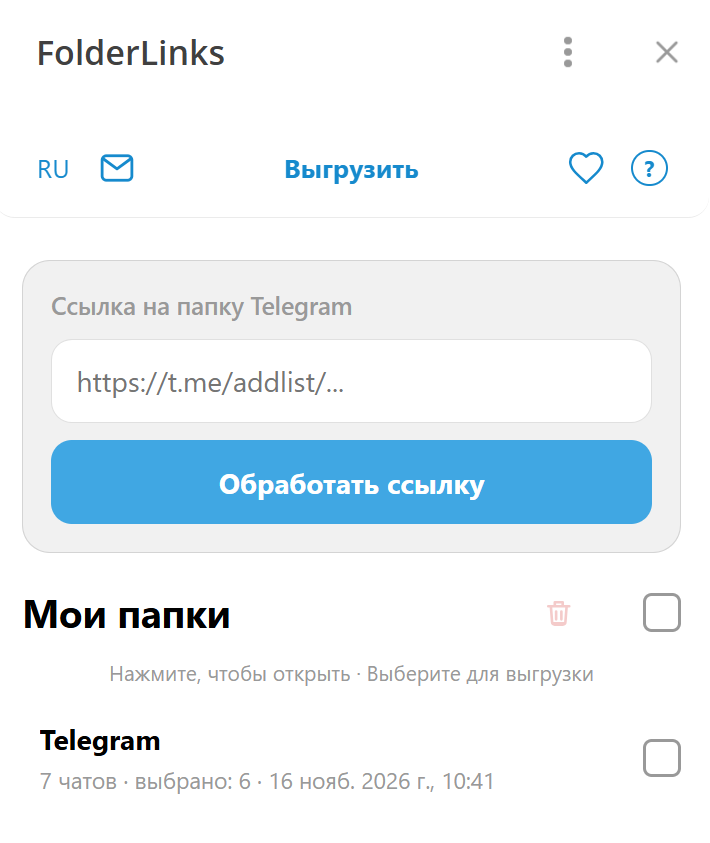 FolderLinks
RU
Выгрузить
?
Ссылка на папку Telegram
https://t.me/addlist/...
Обработать ссылку
Мои папки
Нажмите, чтобы открыть · Выберите для выгрузки
Telegram
7 чатов · выбрано: 6 · 16 нояб. 2026 г., 10:41